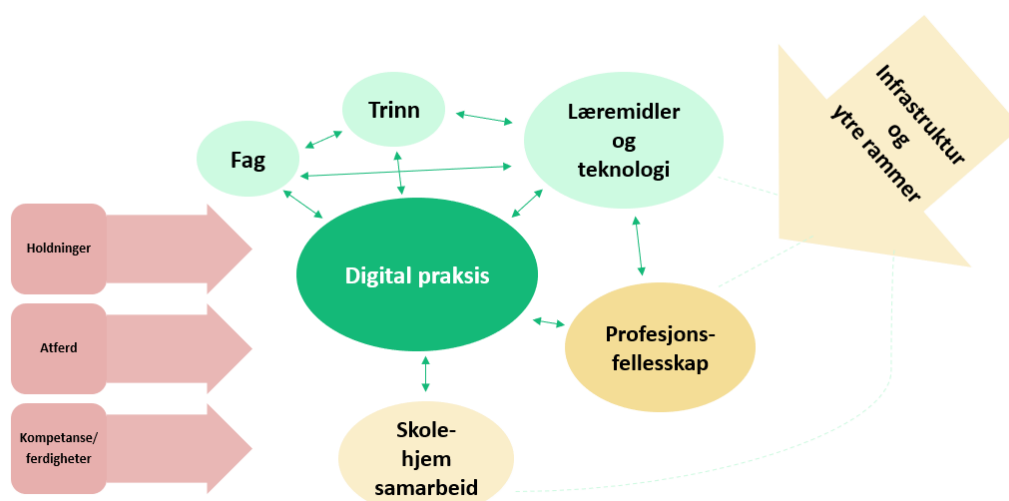 Trinn
Fag
Læremidler
og
teknologi
Infrastruktur
og
ytre rammer
Holdninger
Digital praksis
Atferd
Profesjons-
fellesskap
Kompetanse/
ferdigheter
Skole-
hjem
samarbeid